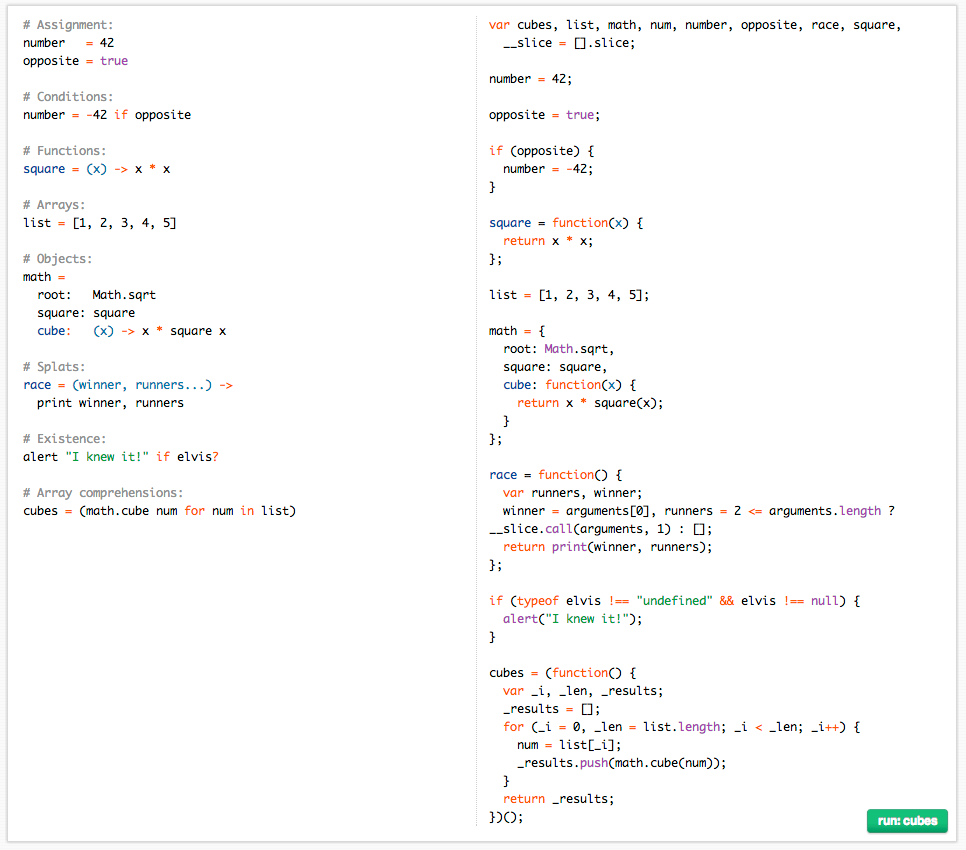 # Assignment:
number   = 42
opposite = true

# Conditions:
number = -42 if opposite

# Functions:
square = (x) -> x * x

# Arrays:
list = [1, 2, 3, 4, 5]

# Objects:
math =
  root:   Math.sqrt
  square: square
  cube:   (x) -> x * square x

# Splats:
race = (winner, runners...) ->
  print winner, runners

# Existence:
alert "I knew it!" if elvis?

# Array comprehensions:
cubes = (math.cube num for num in list)

var cubes, list, math, num, number, opposite, race, square,
  __slice = [].slice;

number = 42;

opposite = true;

if (opposite) {
  number = -42;
}

square = function(x) {
  return x * x;
};

list = [1, 2, 3, 4, 5];

math = {
  root: Math.sqrt,
  square: square,
  cube: function(x) {
    return x * square(x);
  }
};

race = function() {
  var runners, winner;
  winner = arguments[0], runners = 2 <= arguments.length ?
__slice.call(arguments, 1) : [];
  return print(winner, runners);
};

if (typeof elvis !== "undefined" && elvis !== null) {
  alert("I knew it!");
}

cubes = (function() {
  var _i, _len, _results;
  _results = [];
  for (_i = 0, _len = list.length; _i < _len; _i++) {
    num = list[_i];
    _results.push(math.cube(num));
  }
  return _results;
})();
run: cubes